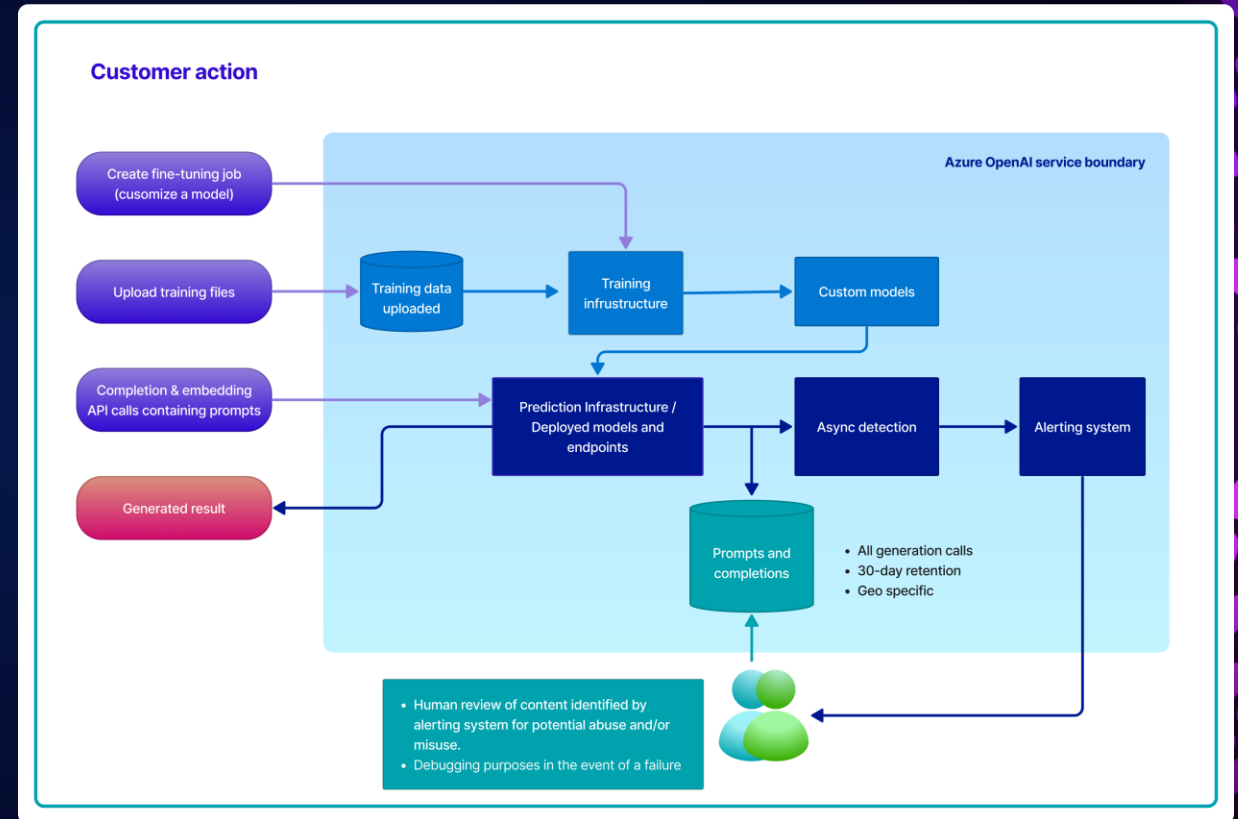 Customer action
Azure OpenAI service boundary
Create fine-tuning job
(cusomize a model)
Upload training files
Training data
uploaded
Training
infrustructure
Custom models
Completion & embedding
API calls containing prompts
Prediction Infrastructure /
Deployed models and
endpoints
Async detection
Alerting system
Generated result
Prompts and
completions
• All generation calls
• 30-day retention
• Geo specific
• Human review of content identified by
alerting system for potential abuse and/or
misuse.
• Debugging purposes in the event of a failure